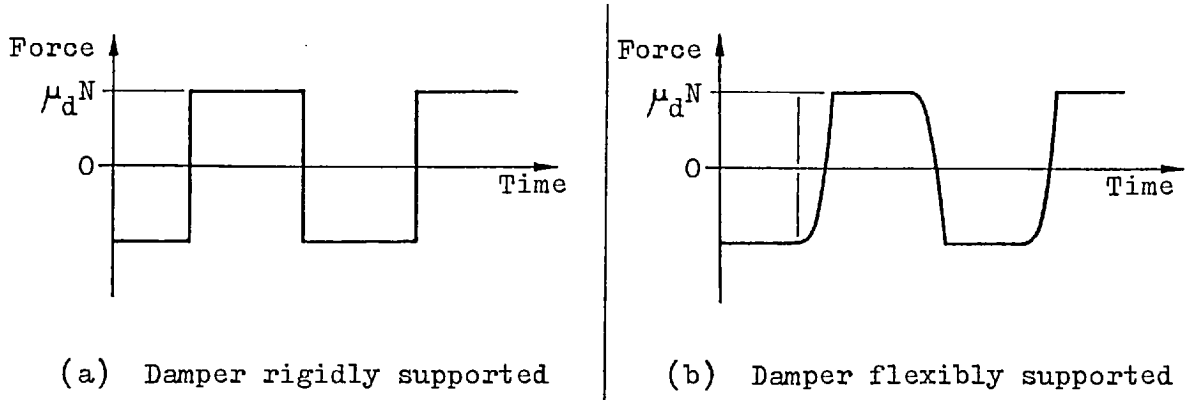 Force
μdN
0
Time
(a) Damper rigidly supported
Force
μdN
0
Time
(b) Damper flexibly supported